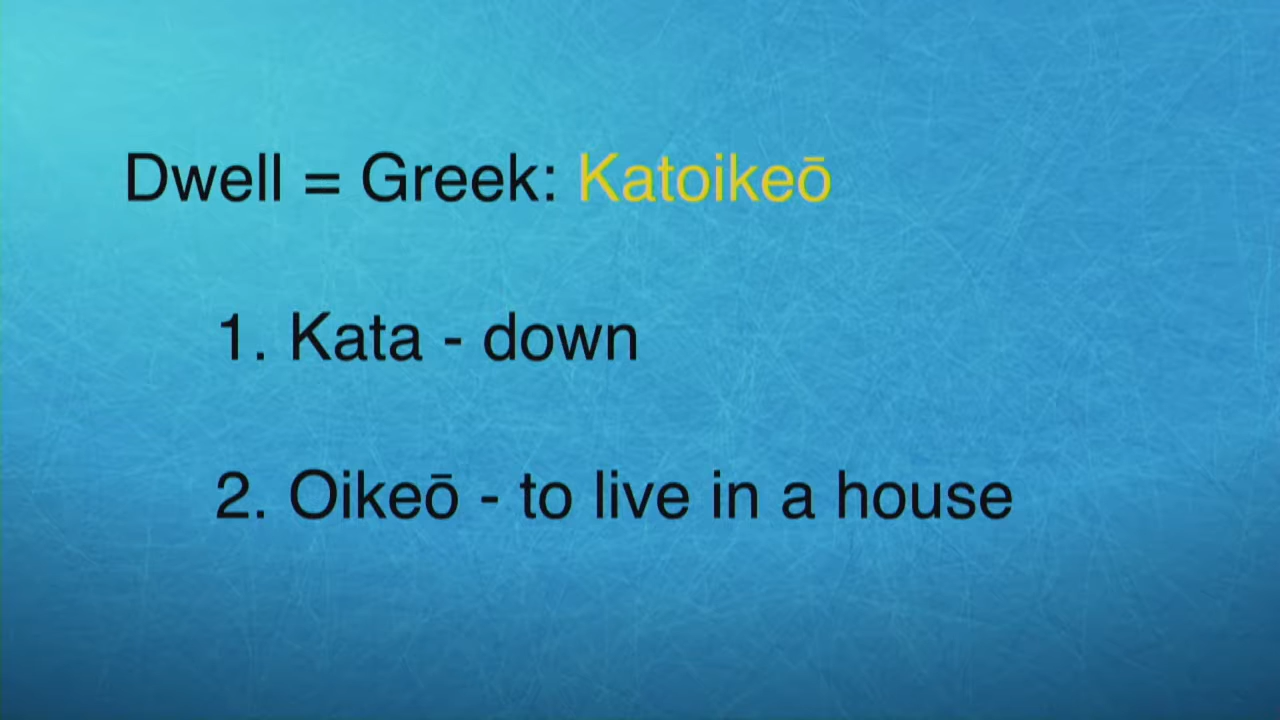 Dwell = Greek: Katoikeō
1. Kata - down
2. Oikeō - to live in a house